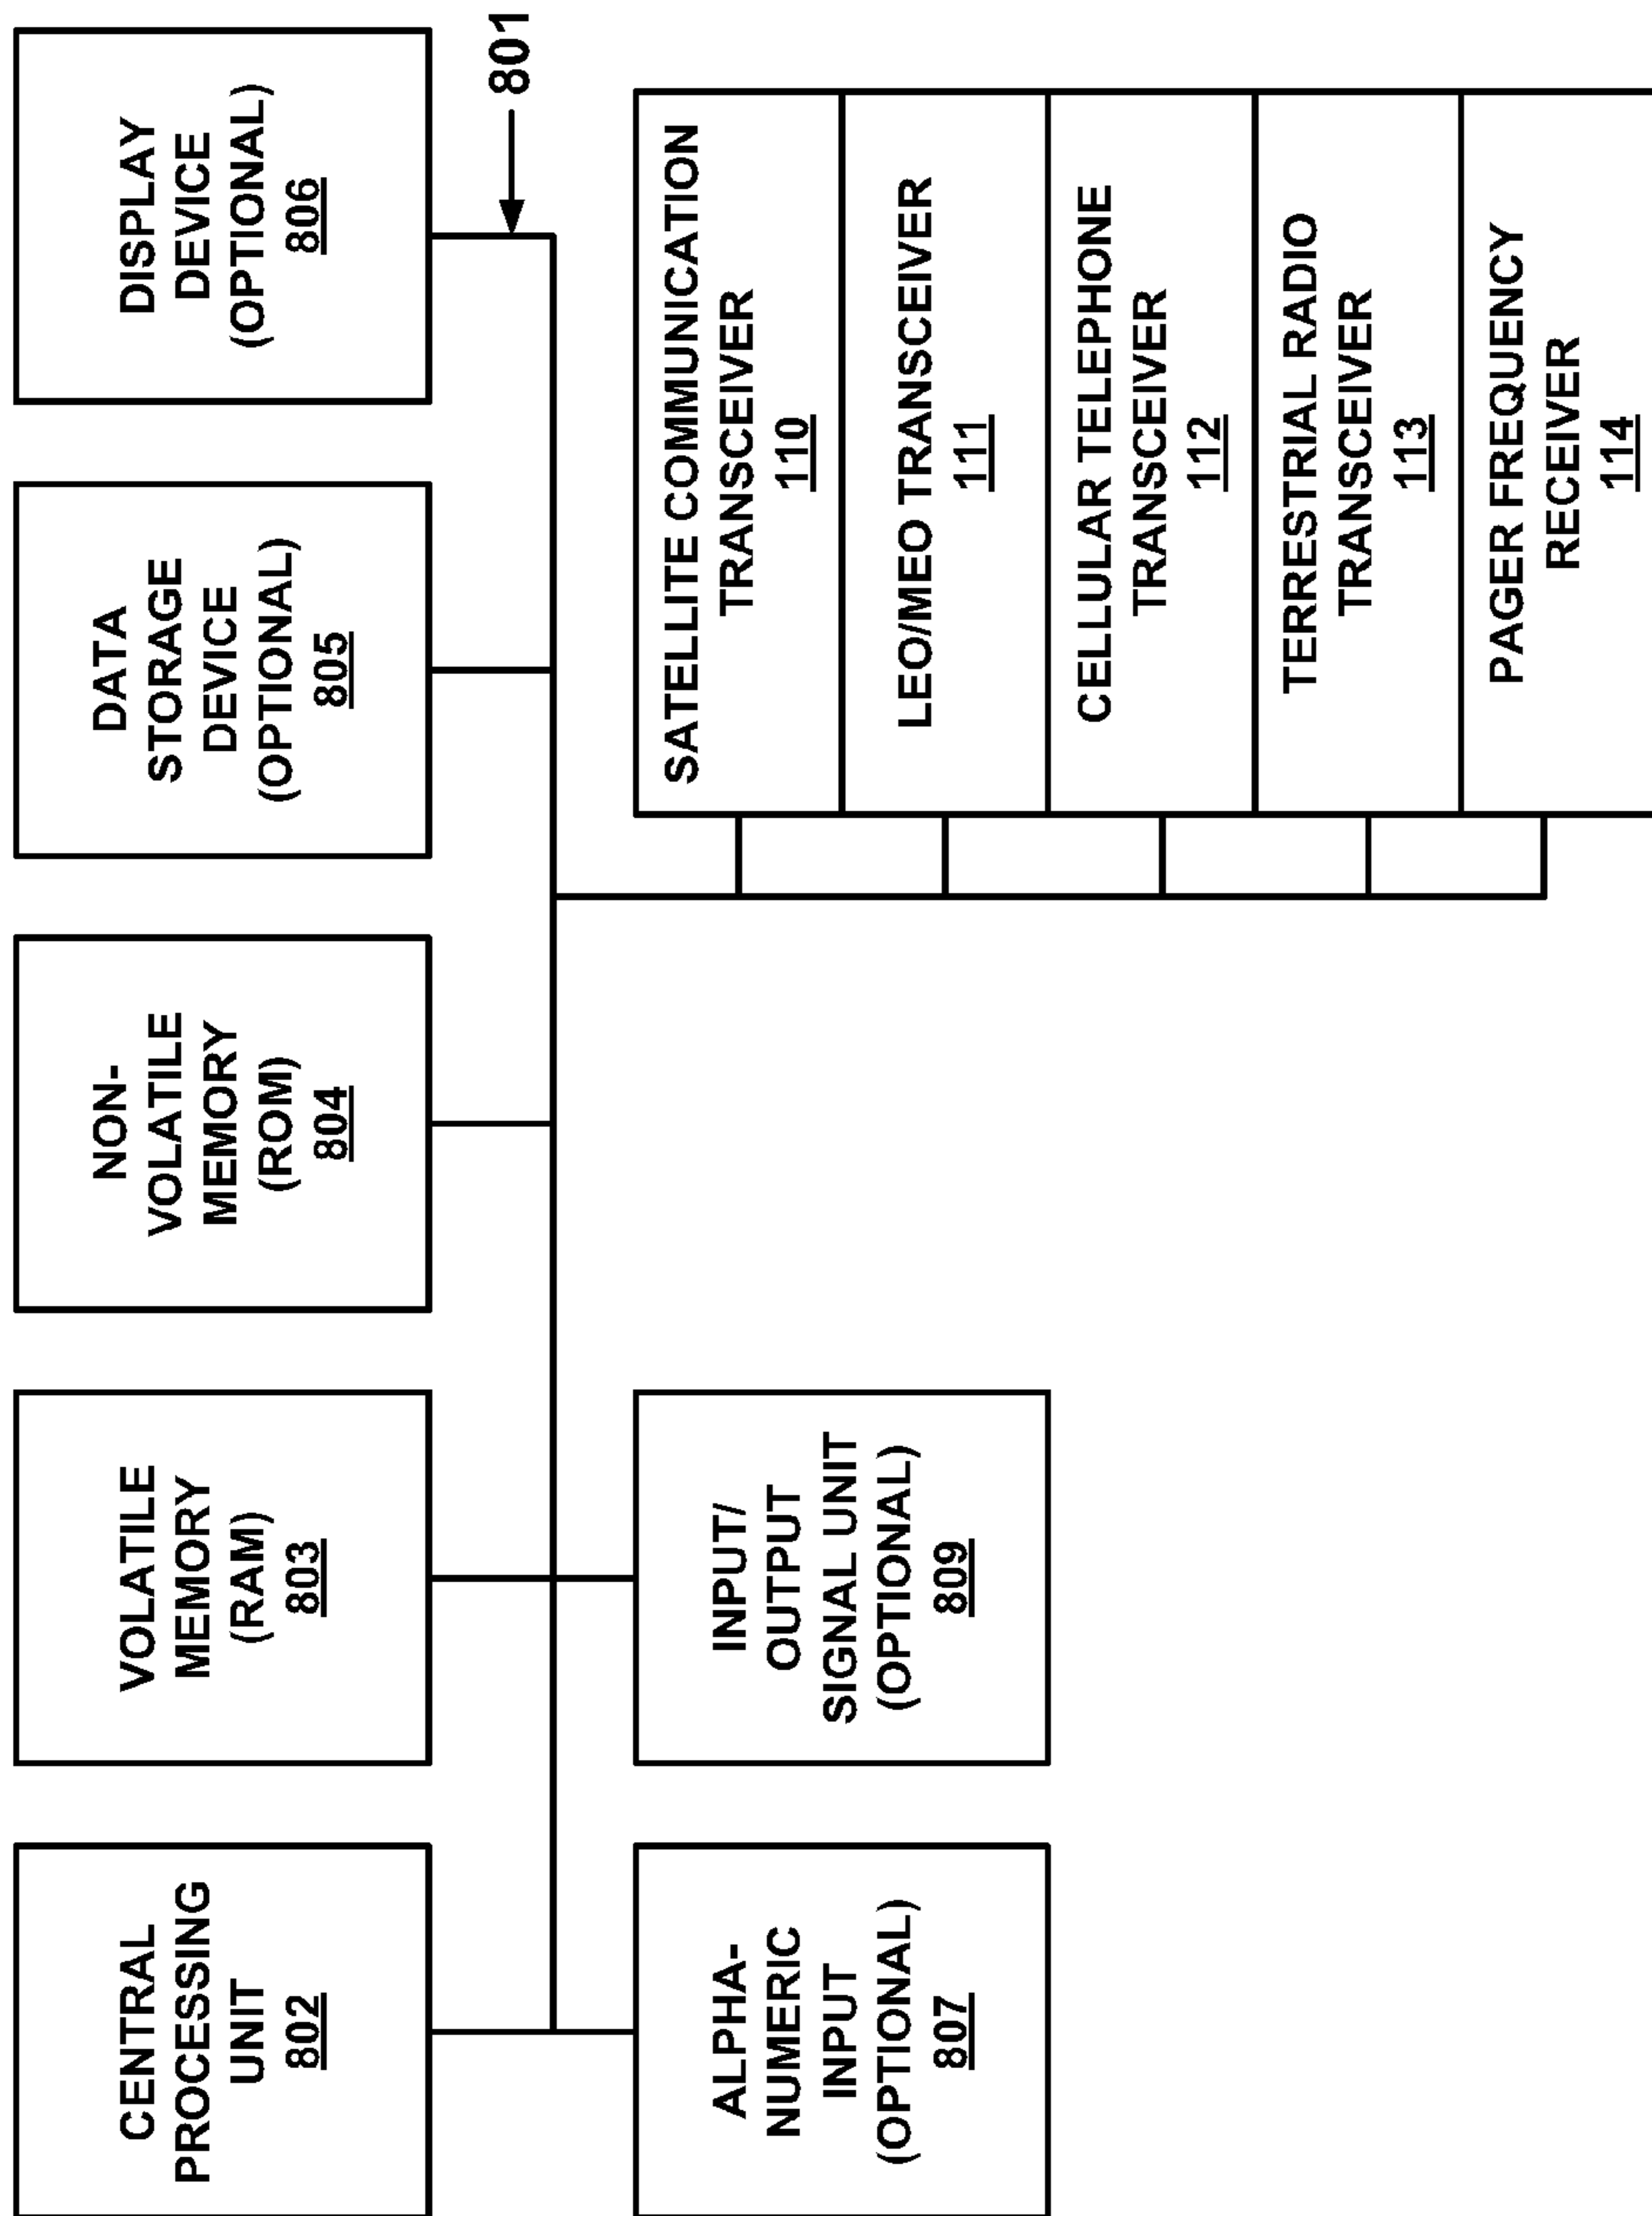 CENTRAL
PROCESSING
UNIT
802
VOLATILE
MEMORY
(RAM)
803
NON-
VOLATILE
MEMORY
(ROM)
804
DATA
STORAGE
DEVICE
(OPTIONAL)
805
DISPLAY
DEVICE
(OPTIONAL)
806
801
ALPHA-
NUMERIC
INPUT
(OPTIONAL)
807
INPUT/
OUTPUT
SIGNAL UNIT
(OPTIONAL)
809
SATELLITE COMMUNICATION
TRANSCEIVER
110
LEO/MEO TRANSCEIVER
111
CELLULAR TELEPHONE
TRANSCEIVER
112
TERRESTRIAL RADIO
TRANSCEIVER
113
PAGER FREQUENCY
RECEIVER
114